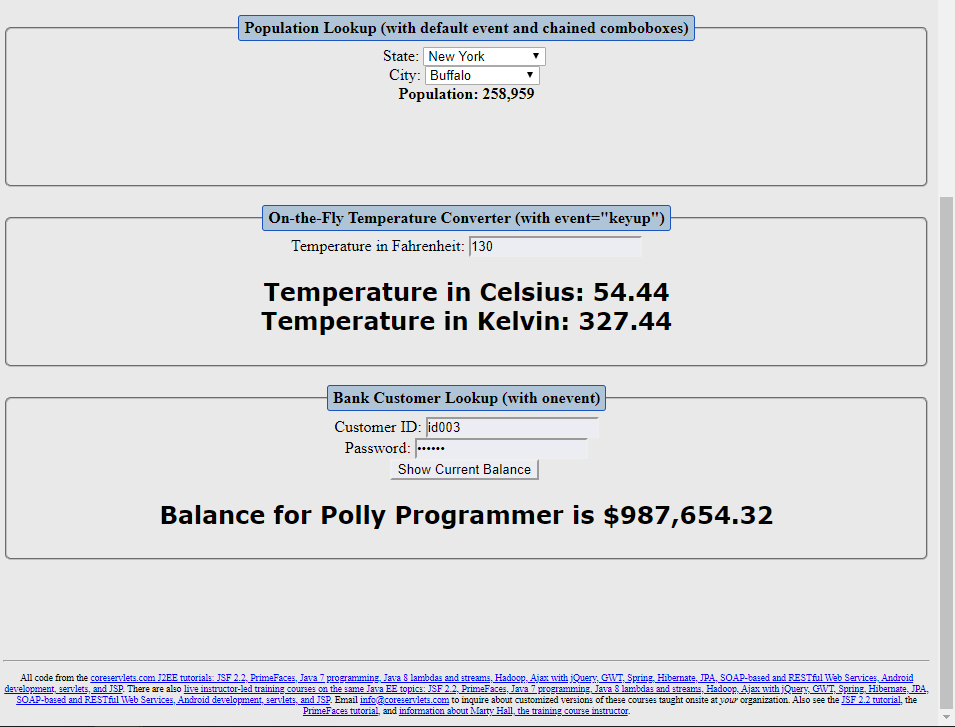 Population Lookup (with default event and chained comboboxes)
State: New York
City: Buffalo
Population: 258,959
On-the-Fly Temperature Converter (with event="keyup")
Temperature in Fahrenheit: 130
Temperature in Celsius: 54.44
Temperature in Kelvin: 327.44
Bank Customer Lookup (with onevent)
Customer ID: id003
Password: ••••••
Show Current Balance
Balance for Polly Programmer is $987,654.32
All code from the coreservlets.com J2EE tutorials: JSF 2.2, PrimeFaces, Java 7 programming, Java 8 lambdas and streams, Hadoop, Ajax with jQuery, GWT, Spring, Hibernate, JPA, SOAP-based and RESTful Web Services, Android
development, servlets, and JSP. There are also live instructor-led training courses on the same Java EE topics: JSF 2.2, PrimeFaces, Java 7 programming, Java 8 lambdas and streams, Hadoop, Ajax with jQuery, GWT, Spring, Hibernate, JPA,
SOAP-based and RESTful Web Services, Android development, servlets, and JSP. Email info@coreservlets.com to inquire about customized versions of these courses taught onsite at your organization. Also see the JSF 2.2 tutorial, the
PrimeFaces tutorial, and information about Marty Hall, the training course instructor.